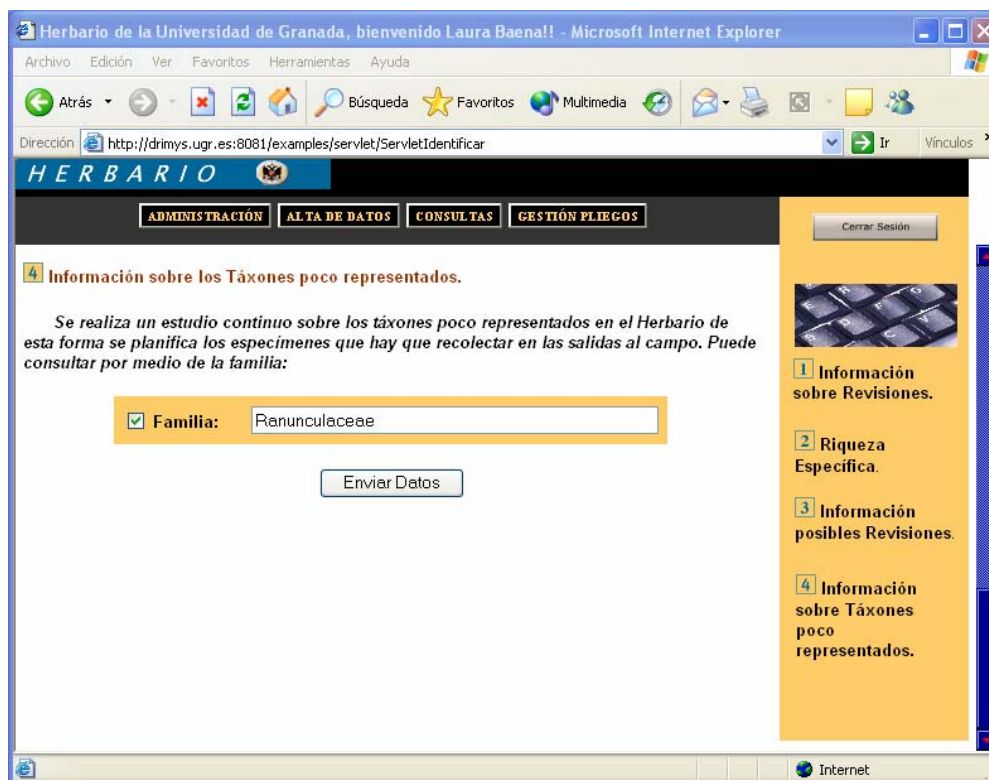 Herbario de la Universidad de Granada, bienvenido Laura Baena!! - Microsoft Internet Explorer
Archivo Edición Ver Favoritos Herramientas Ayuda
Atrás Búsqueda Favoritos Multimedia
Dirección http://drimys.ugr.es:8081/examples/servlet/ServletIdentificar Ir Vínculos »
HERBARIO
ADMINISTRACIÓN ALTA DE DATOS CONSULTAS GESTIÓN PLIEGOS
Cerrar Sesión
4 Información sobre los Táxones poco representados.
Se realiza un estudio continuo sobre los táxones poco representados en el Herbario de
esta forma se planifica los especímenes que hay que recolectar en las salidas al campo. Puede
consultar por medio de la familia:
Familia: Ranunculaceae
Enviar Datos
1 Información
sobre Revisiones.
2 Riqueza
Específica.
3 Información
posibles Revisiones.
4 Información
sobre Táxones
poco
representados.
Internet